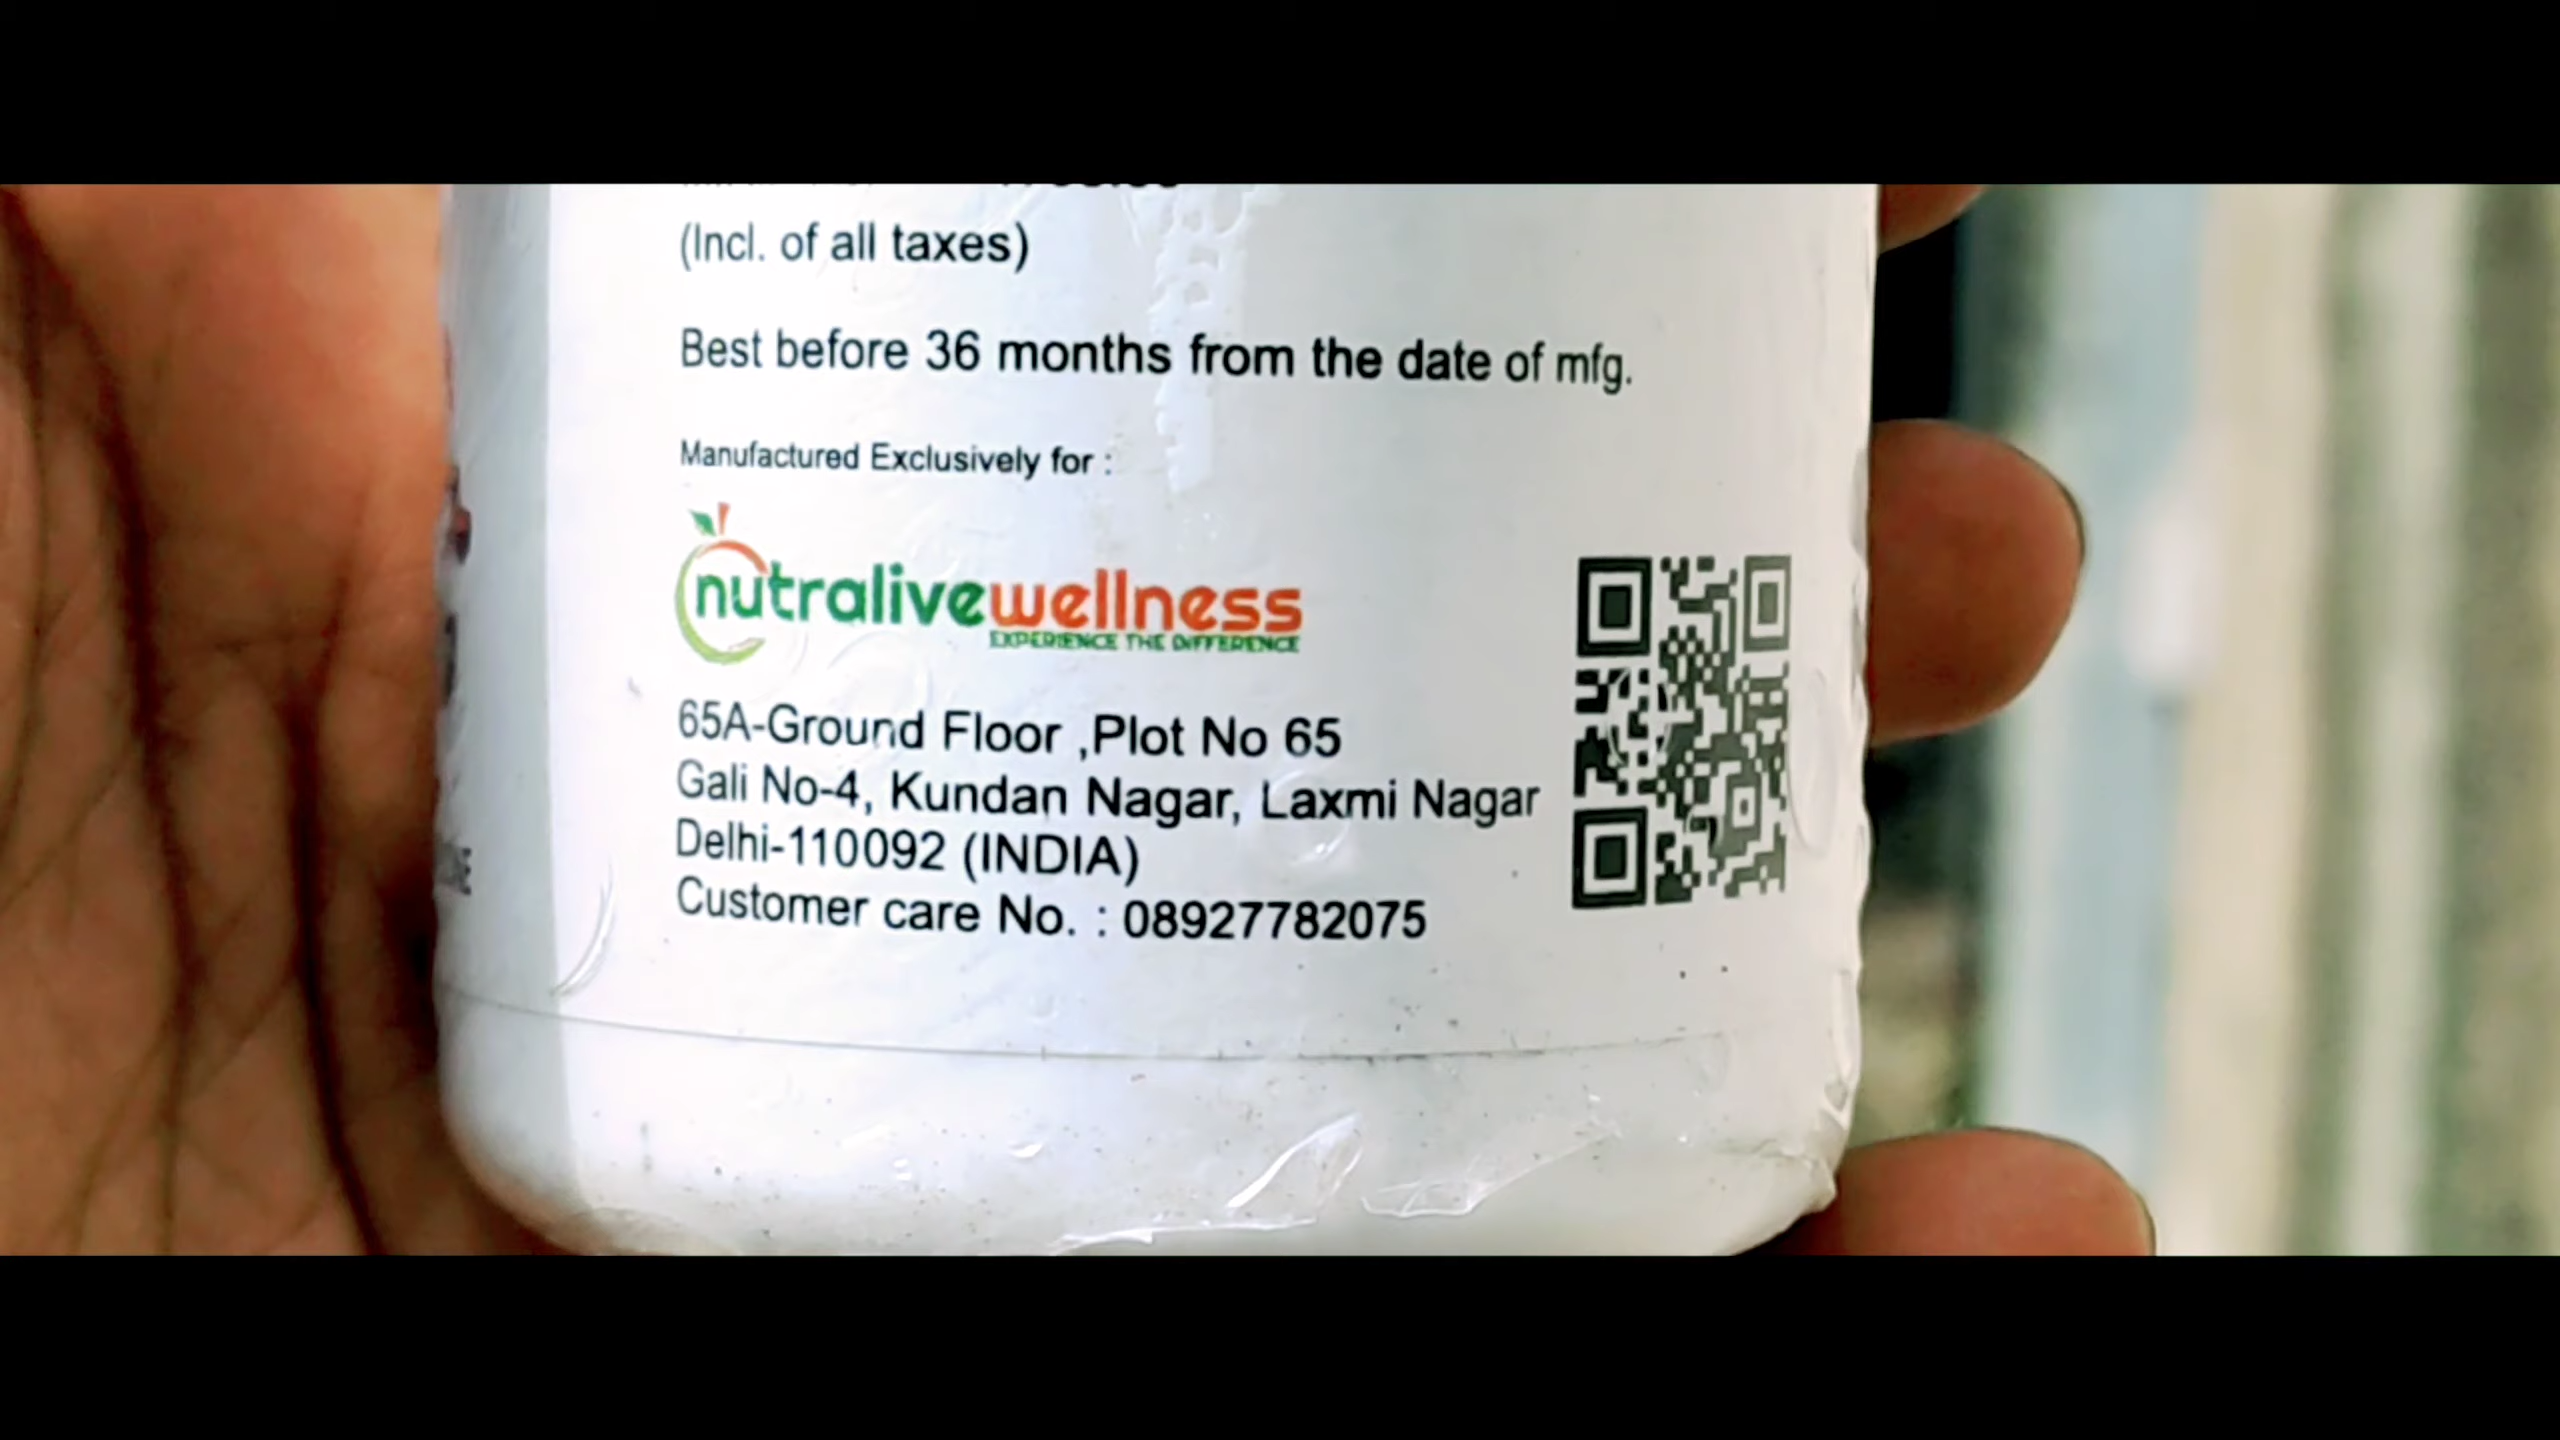 (Incl. of all taxes)
Best before 36 months from the date of mfg.
Manufactured Exclusively for :
nutralivewellness
EXPERIENCE THE DIFFERENCE
65A-Ground Floor ,Plot No 65
Gali No-4, Kundan Nagar, Laxmi Nagar
Delhi-110092 (INDIA)
Customer care No. : 08927782075